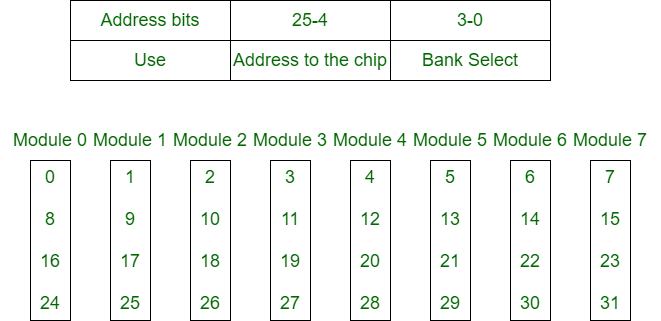 Address bits 25-4 3-0
Use Address to the chip Bank Select
Module 0 Module 1 Module 2 Module 3 Module 4 Module 5 Module 6 Module 7
0 1 2 3 4 5 6 7
8 9 10 11 12 13 14 15
16 17 18 19 20 21 22 23
24 25 26 27 28 29 30 31